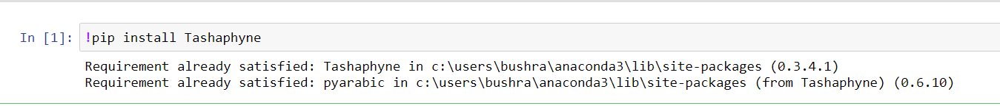 In [1]: !pip install Tashaphyne
Requirement already satisfied: Tashaphyne in c:\users\bushra\anaconda3\lib\site-packages (0.3.4.1)
Requirement already satisfied: pyarabic in c:\users\bushra\anaconda3\lib\site-packages (from Tashaphyne) (0.6.10)